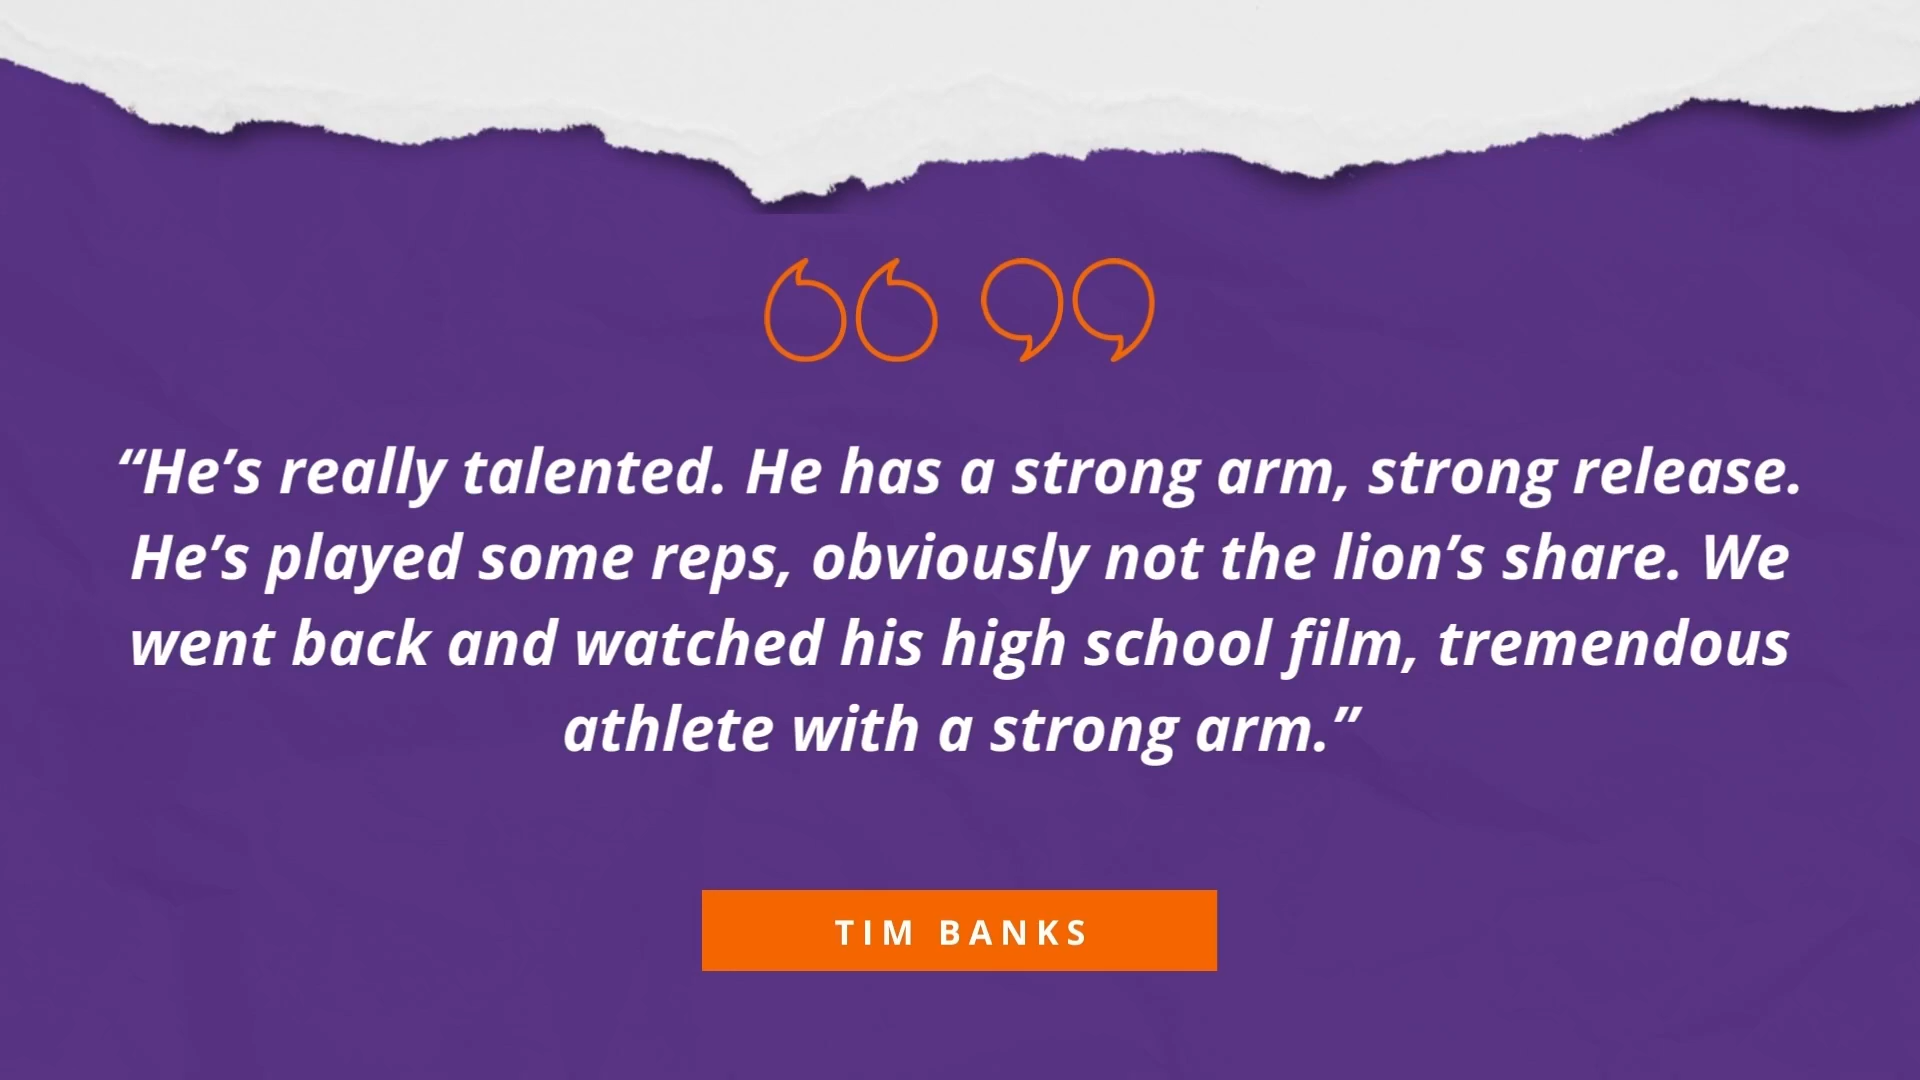 “He’s really talented. He has a strong arm, strong release.
He’s played some reps, obviously not the lion’s share. We
went back and watched his high school film, tremendous
athlete with a strong arm.”
TIM BANKS